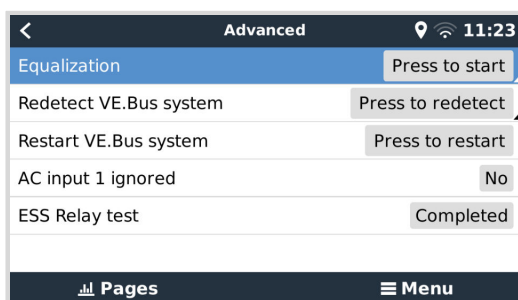 Advanced 11:23
Equalization Press to start
Redetect VE.Bus system Press to redetect
Restart VE.Bus system Press to restart
AC input 1 ignored No
ESS Relay test Completed
Pages Menu